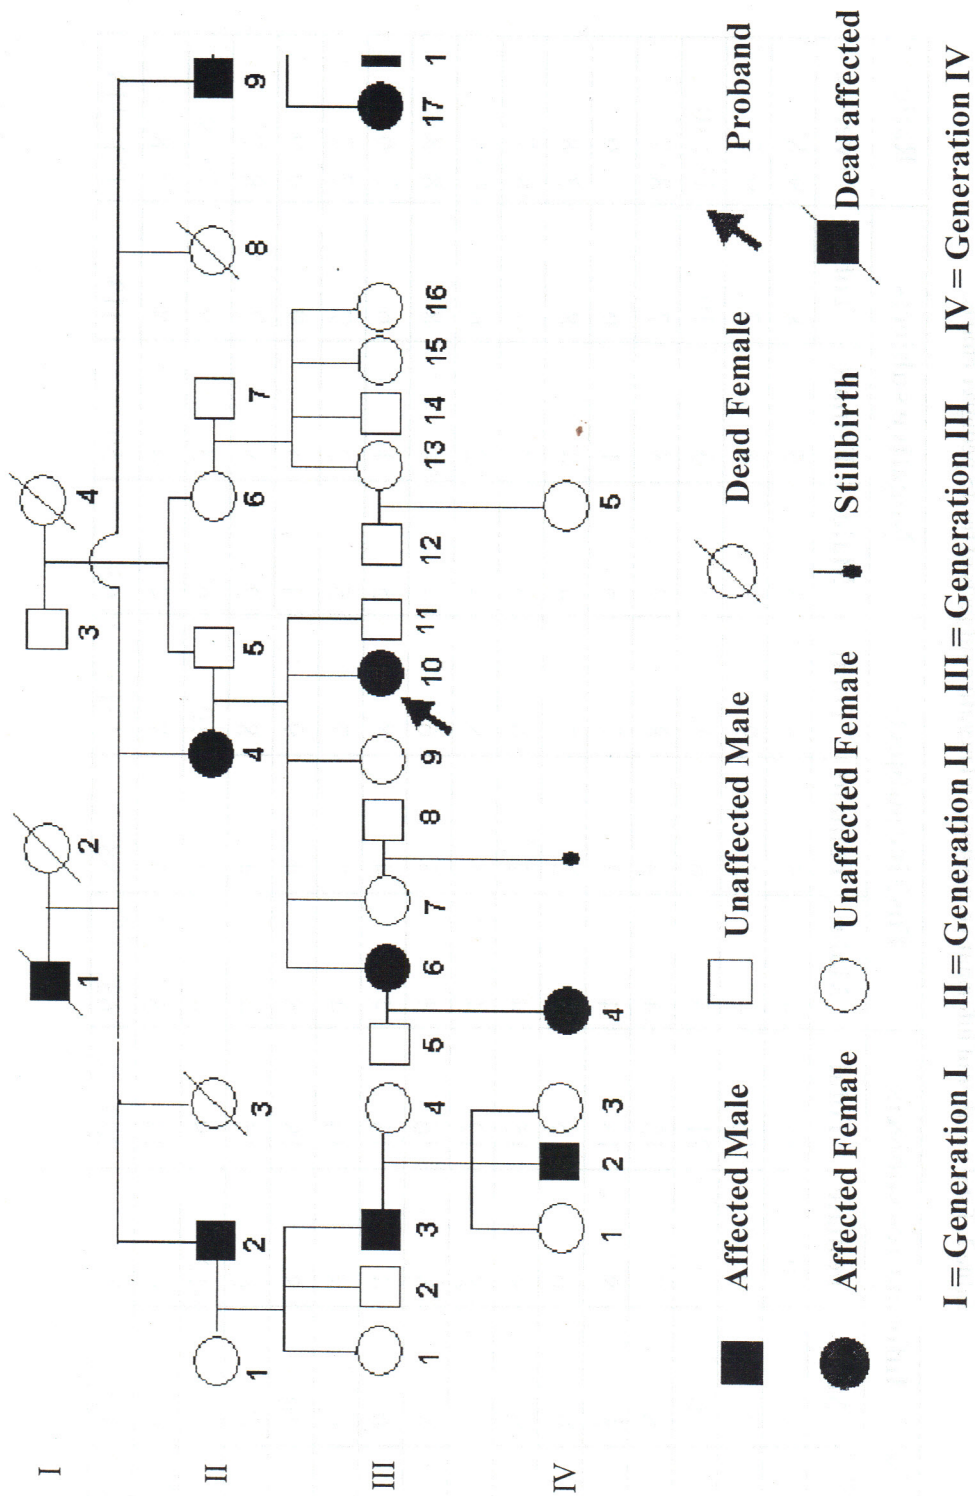 I
1 2 3 4
II
1 2 3 4 5 6 7 8 9
III
1 2 3 4 5 6 7 8 9 10 11 12 13 14 15 16 17 1
IV
1 2 3 4 5
Affected Male Unaffected Male Dead Female Proband
Affected Female Unaffected Female Stillbirth Dead affected
I = Generation I II = Generation II III = Generation III IV = Generation IV